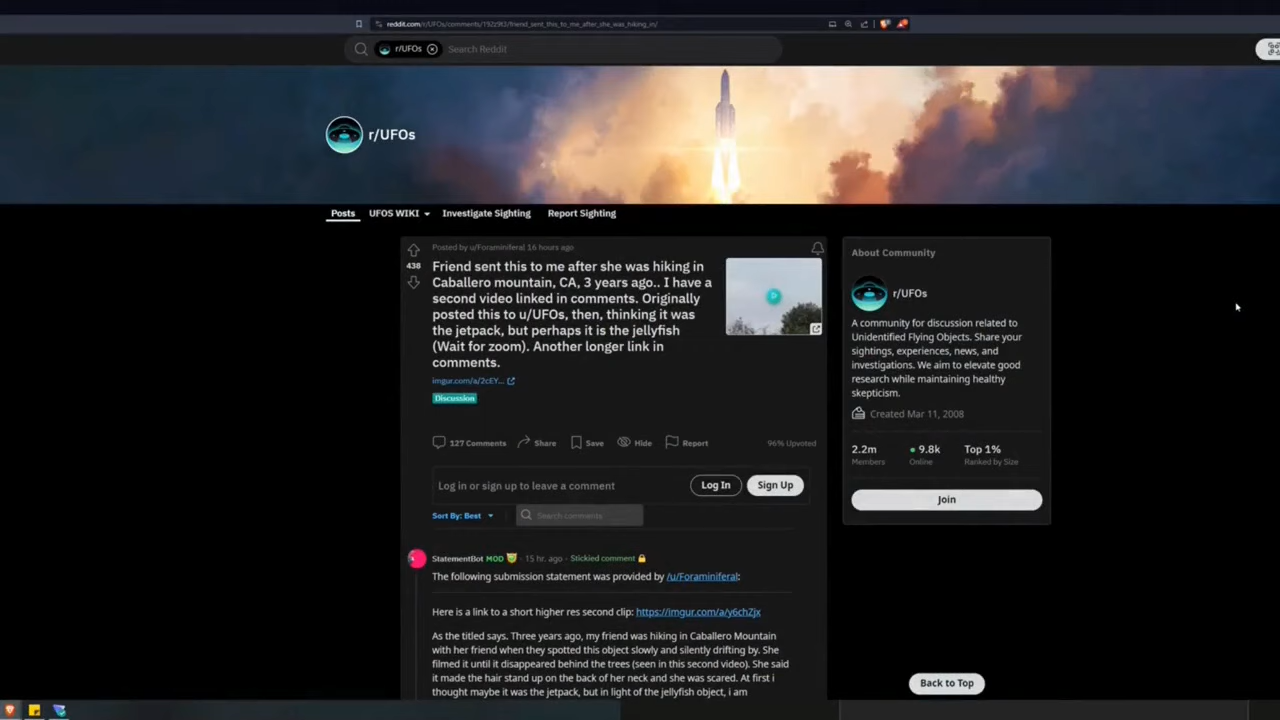 reddit.com/r/UFOs/comments/192z9t3/friend_sent_this_to_me_after_she_was_hiking_in/
r/UFOs
Search Reddit
r/UFOs
Posts
UFOS WIKI
Investigate Sighting
Report Sighting
Posted by u/Foraminiferal 16 hours ago
438
Friend sent this to me after she was hiking in
Caballero mountain, CA, 3 years ago.. I have a
second video linked in comments. Originally
posted this to u/UFOs, then, thinking it was
the jetpack, but perhaps it is the jellyfish
(Wait for zoom). Another longer link in
comments.
imgur.com/a/2cEY...
Discussion
127 Comments
Share
Save
Hide
Report
96% Upvoted
Log in or sign up to leave a comment
Log In
Sign Up
Sort By: Best
Search comments
StatementBot MOD · 15 hr. ago · Stickied comment
The following submission statement was provided by /u/Foraminiferal:
Here is a link to a short higher res second clip: https://imgur.com/a/y6chZjx
As the titled says. Three years ago, my friend was hiking in Caballero Mountain
with her friend when they spotted this object slowly and silently drifting by. She
filmed it until it disappeared behind the trees (seen in this second video). She said
it made the hair stand up on the back of her neck and she was scared. At first i
thought maybe it was the jetpack, but in light of the jellyfish object, i am
About Community
r/UFOs
A community for discussion related to
Unidentified Flying Objects. Share your
sightings, experiences, news, and
investigations. We aim to elevate good
research while maintaining healthy
skepticism.
Created Mar 11, 2008
2.2m
Members
9.8k
Online
Top 1%
Ranked by Size
Join
Back to Top